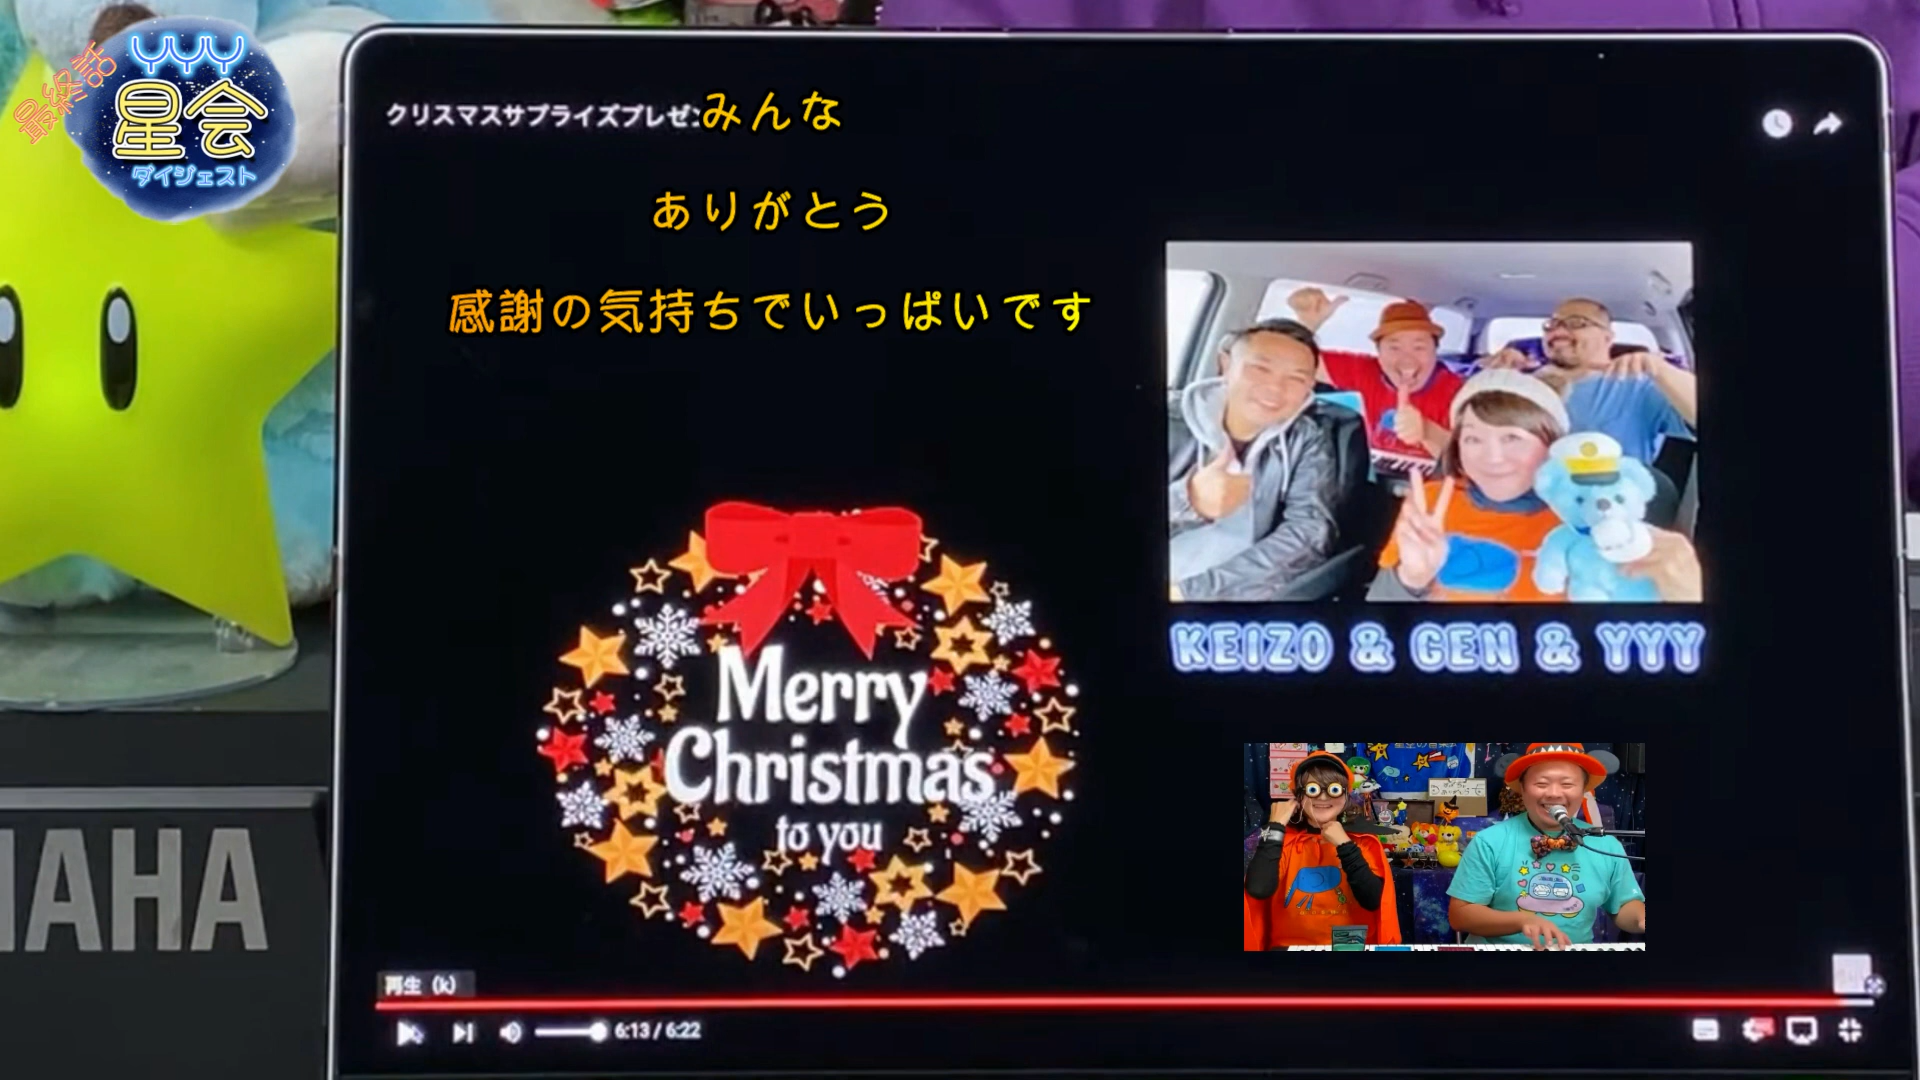 最終話
YYY
星会
ダイジェスト
クリスマスサプライズプレゼ
みんな
ありがとう
感謝の気持ちでいっぱいです
KEIZO & GEN & YYY
Merry
Christmas
to you
再生 (k)
6:13 / 6:22
AHA